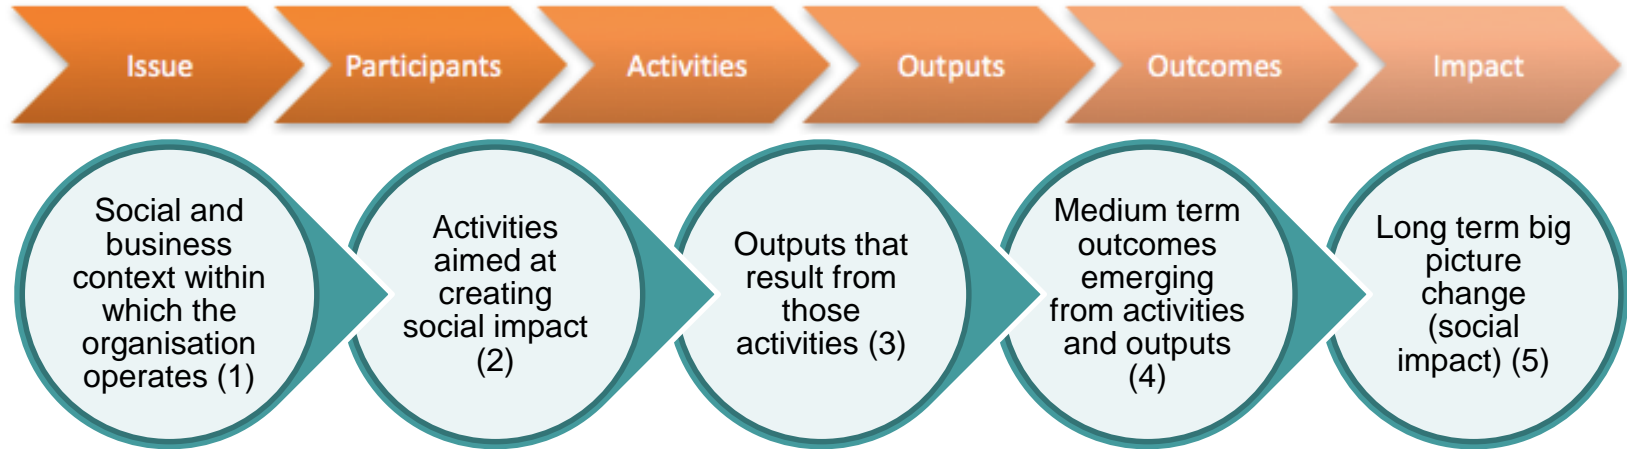 Issue
Participants
Activities
Outputs
Outcomes
Impact
Social and
business
context within
which the
organisation
operates (1)
Activities
aimed at
creating
social impact
(2)
Outputs that
result from
those
activities (3)
Medium term
outcomes
emerging
from activities
and outputs
(4)
Long term big
picture
change
(social
impact) (5)